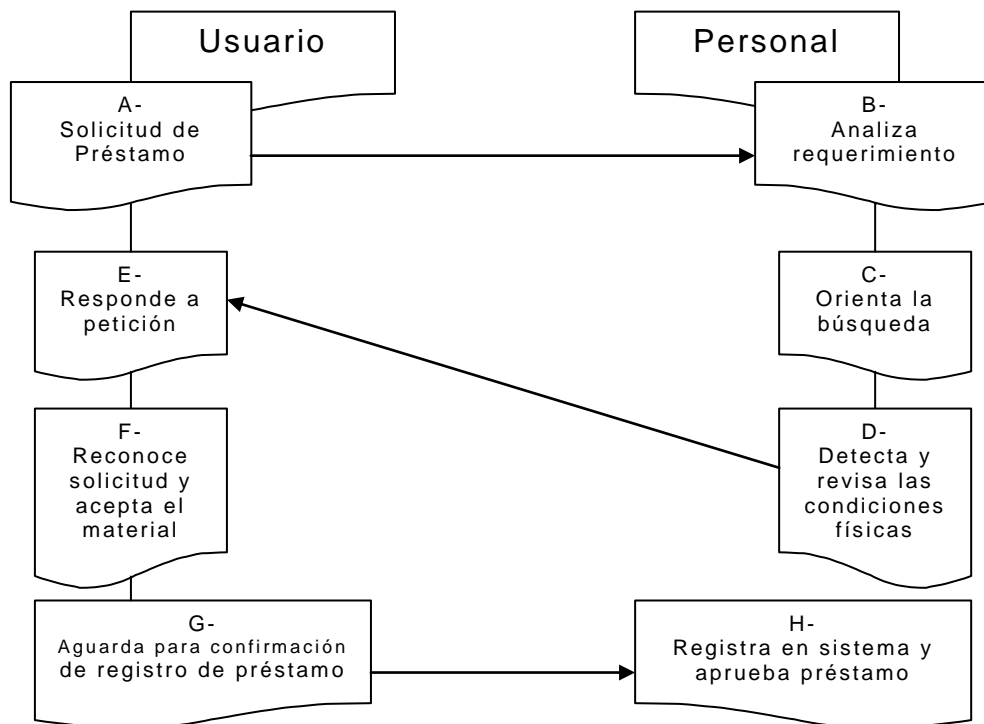 Usuario
Personal
A-
Solicitud de
Préstamo
B-
Analiza
requerimiento
E-
Responde a
petición
C-
Orienta la
búsqueda
F-
Reconoce
solicitud y
acepta el
material
D-
Detecta y
revisa las
condiciones
físicas
G-
Aguarda para confirmación
de registro de préstamo
H-
Registra en sistema y
aprueba préstamo